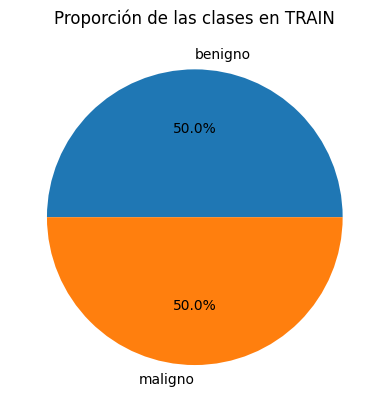 Proporción de las clases en TRAIN
benigno
50.0%
50.0%
maligno